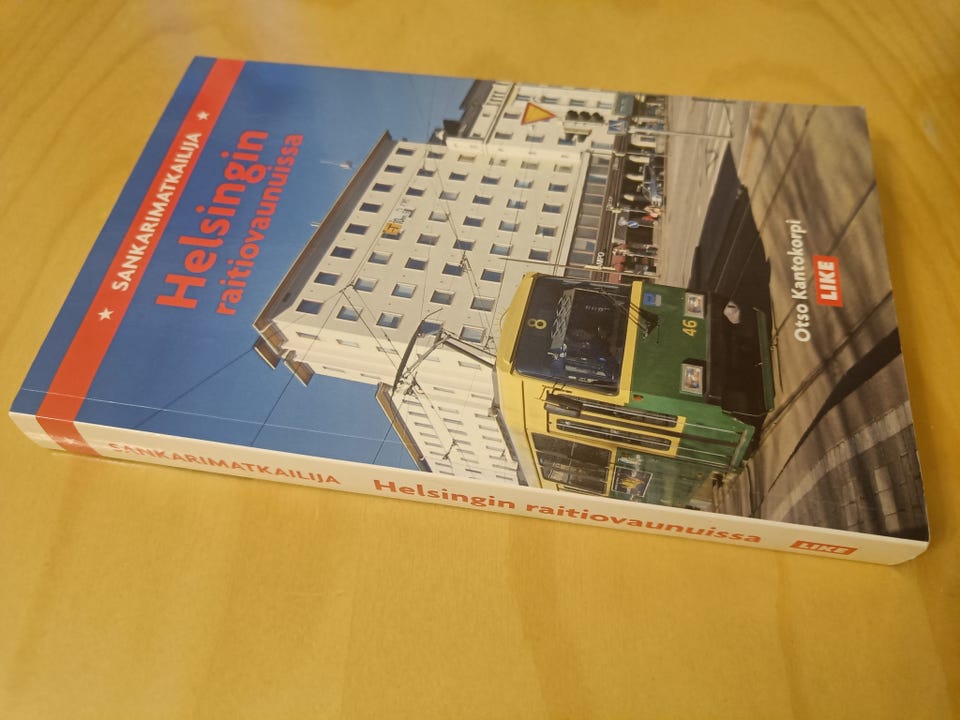 ★ SANKARIMATKAILIJA ★
Helsingin
raitiovaunuissa
8
46
Otso Kantokorpi
LIKE
SANKARIMATKAILIJA Helsingin raitiovaunuissa LIKE